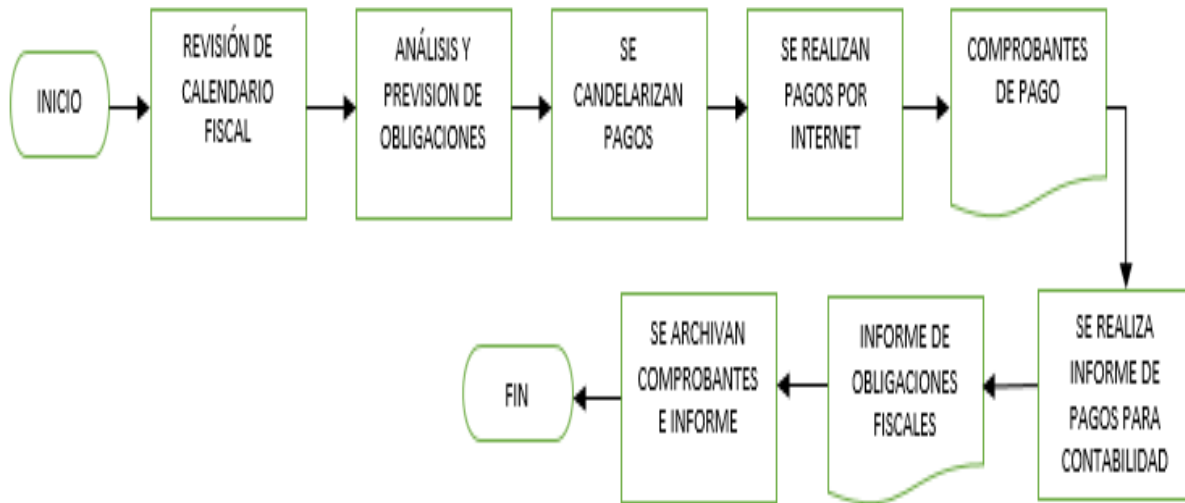 INICIO
REVISIÓN DE
CALENDARIO
FISCAL
ANÁLISIS Y
PREVISION DE
OBLIGACIONES
SE
CANDELARIZAN
PAGOS
SE REALIZAN
PAGOS POR
INTERNET
COMPROBANTES
DE PAGO
SE REALIZA
INFORME DE
PAGOS PARA
CONTABILIDAD
INFORME DE
OBLIGACIONES
FISCALES
SE ARCHIVAN
COMPROBANTES
E INFORME
FIN